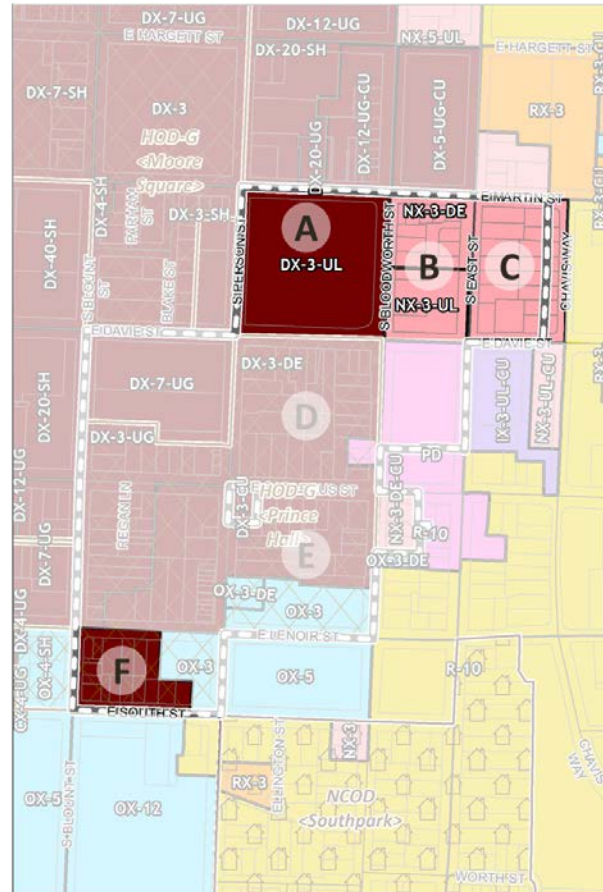 DX-7-UG
DX-12-UG
NX-5-UL
E HARGETT ST
E HARGETT ST
DX-20-SH
DX-7-SH
DX-3
RX-3
HOD-G
<Moore
Square>
DX-20-UG
DX-12-UG-CU
DX-5-UG-CU
DX-4-SH
DX-40-SH
DX-3-SH
BLAKE ST
S BLOUNT
ST
S PERSON ST
E MARTIN ST
NX-3-DE
A
DX-3-UL
S BLOODWORTH ST
B
NX-3-UL
S EAST ST
C
CHAVIS WAY
E DAVIE ST
E DAVIE ST
DX-7-UG
DX-3-DE
DX-20-SH
DX-3-UG
D
IX-3-UL-CU
NX-3-UL-CU
PD
DX-12-UG
DX-7-UG
DX-3-CU
HOD-G
<Prince
Hall>
US ST
NX-3-DE-CU
R-10
E
OX-3-DE
OX-3-DE
OX-3
DX-4-UG
OX-4-SH
E LENOIR ST
F
OX-3
OX-5
R-10
E SOUTH ST
OX-5
S BLOUNT ST
OX-12
RX-3
ELLINGTON ST
NX-3
NCOD
<Southpark>
CHAVIS
WAY
WORTH ST